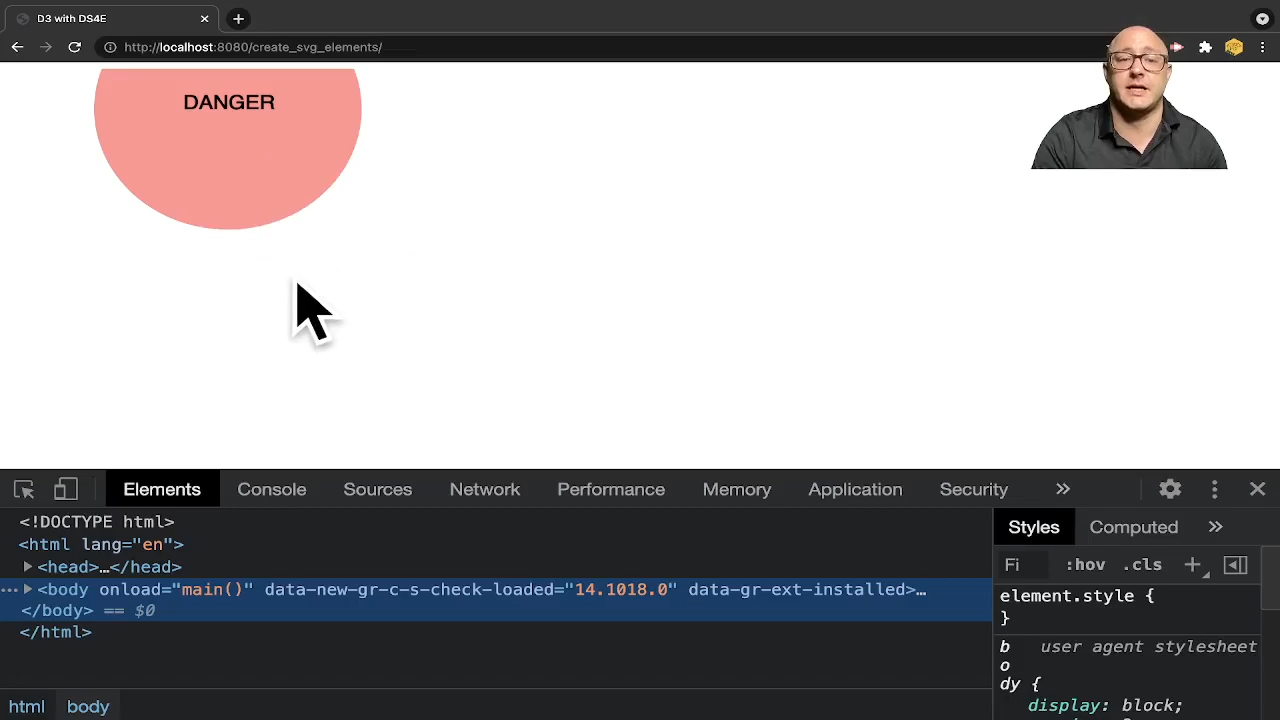 D3 with DS4E
http://localhost:8080/create_svg_elements/
DANGER
Elements Console Sources Network Performance Memory Application Security »
<!DOCTYPE html>
<html lang="en">
<head>…</head>
<body onload="main()" data-new-gr-c-s-check-loaded="14.1018.0" data-gr-ext-installed>…
</body> == $0
</html>
html body
Styles Computed »
Fi :hov .cls +
element.style {
}
b user agent stylesheet
o
dy {
display: block;